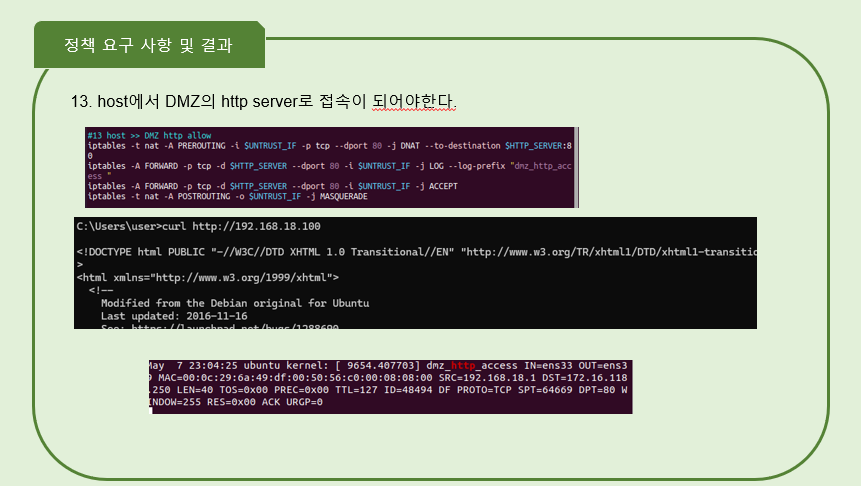 정책 요구 사항 및 결과
13. host에서 DMZ의 http server로 접속이 되어야한다.
#13 host >> DMZ http allow
iptables -t nat -A PREROUTING -i $UNTRUST_IF -p tcp --dport 80 -j DNAT --to-destination $HTTP_SERVER:8
0
iptables -A FORWARD -p tcp -d $HTTP_SERVER --dport 80 -i $UNTRUST_IF -j LOG --log-prefix "dmz_http_acc
ess "
iptables -A FORWARD -p tcp -d $HTTP_SERVER --dport 80 -i $UNTRUST_IF -j ACCEPT
iptables -t nat -A POSTROUTING -o $UNTRUST_IF -j MASQUERADE
C:\Users\user>curl http://192.168.18.100
<!DOCTYPE html PUBLIC "-//W3C//DTD XHTML 1.0 Transitional//EN" "http://www.w3.org/TR/xhtml1/DTD/xhtml1-transitio
>
<html xmlns="http://www.w3.org/1999/xhtml">
<!--
Modified from the Debian original for Ubuntu
Last updated: 2016-11-16
See: https://launchpad.net/bugs/1288690
May  7 23:04:25 ubuntu kernel: [ 9654.407703] dmz_http_access IN=ens33 OUT=ens3
9 MAC=00:0c:29:6a:49:df:00:50:56:c0:00:08:08:00 SRC=192.168.18.1 DST=172.16.118
.250 LEN=40 TOS=0x00 PREC=0x00 TTL=127 ID=48494 DF PROTO=TCP SPT=64669 DPT=80 W
INDOW=255 RES=0x00 ACK URGP=0